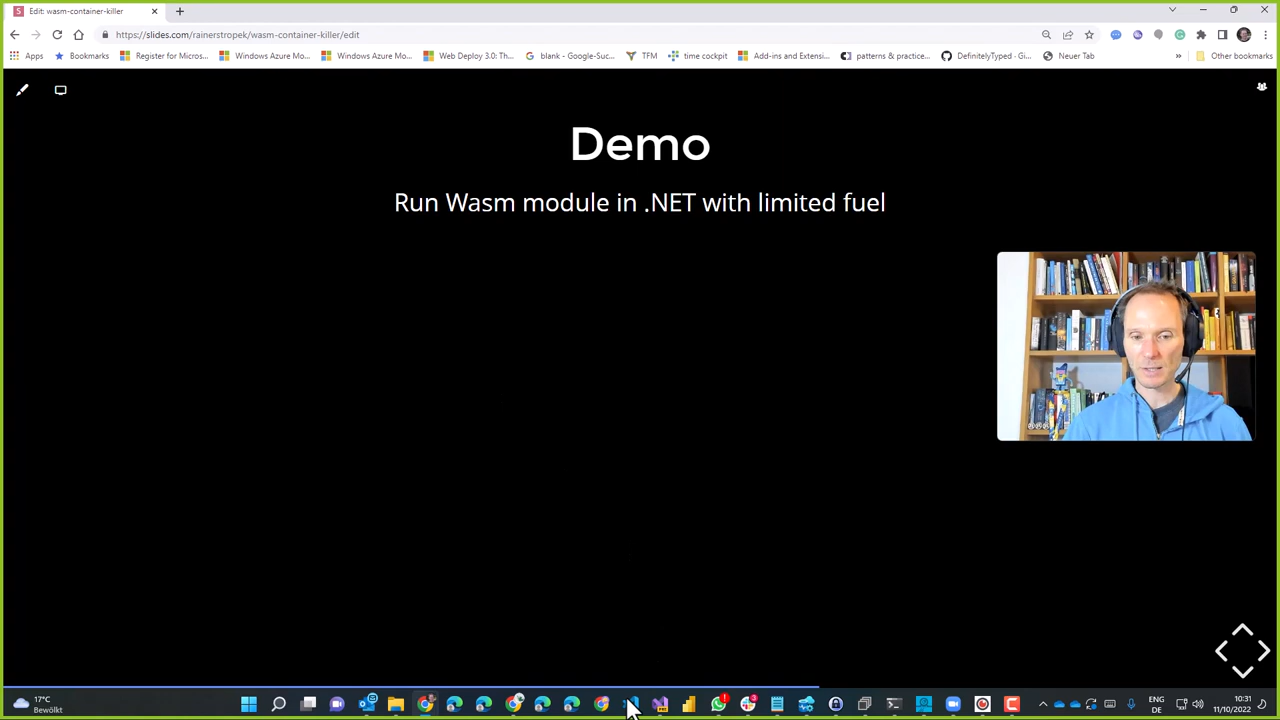 Edit: wasm-container-killer
https://slides.com/rainerstropek/wasm-container-killer/edit
Apps
Bookmarks
Register for Micros...
Windows Azure Mo...
Windows Azure Mo...
Web Deploy 3.0: Th...
blank - Google-Suc...
TFM
time cockpit
Add-ins and Extensi...
patterns & practice...
DefinitelyTyped - Gi...
Neuer Tab
»
Other bookmarks
Demo
Run Wasm module in .NET with limited fuel
17°C
Bewölkt
ENG
DE
10:31
11/10/2022